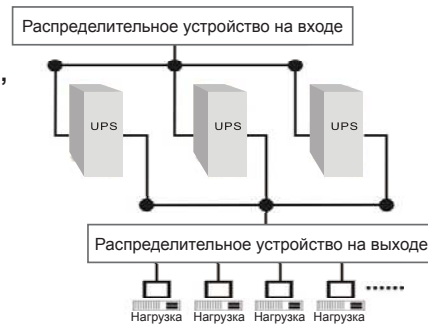 Распределительное устройство на входе
,
UPS UPS UPS
Распределительное устройство на выходе
Нагрузка Нагрузка Нагрузка Нагрузка